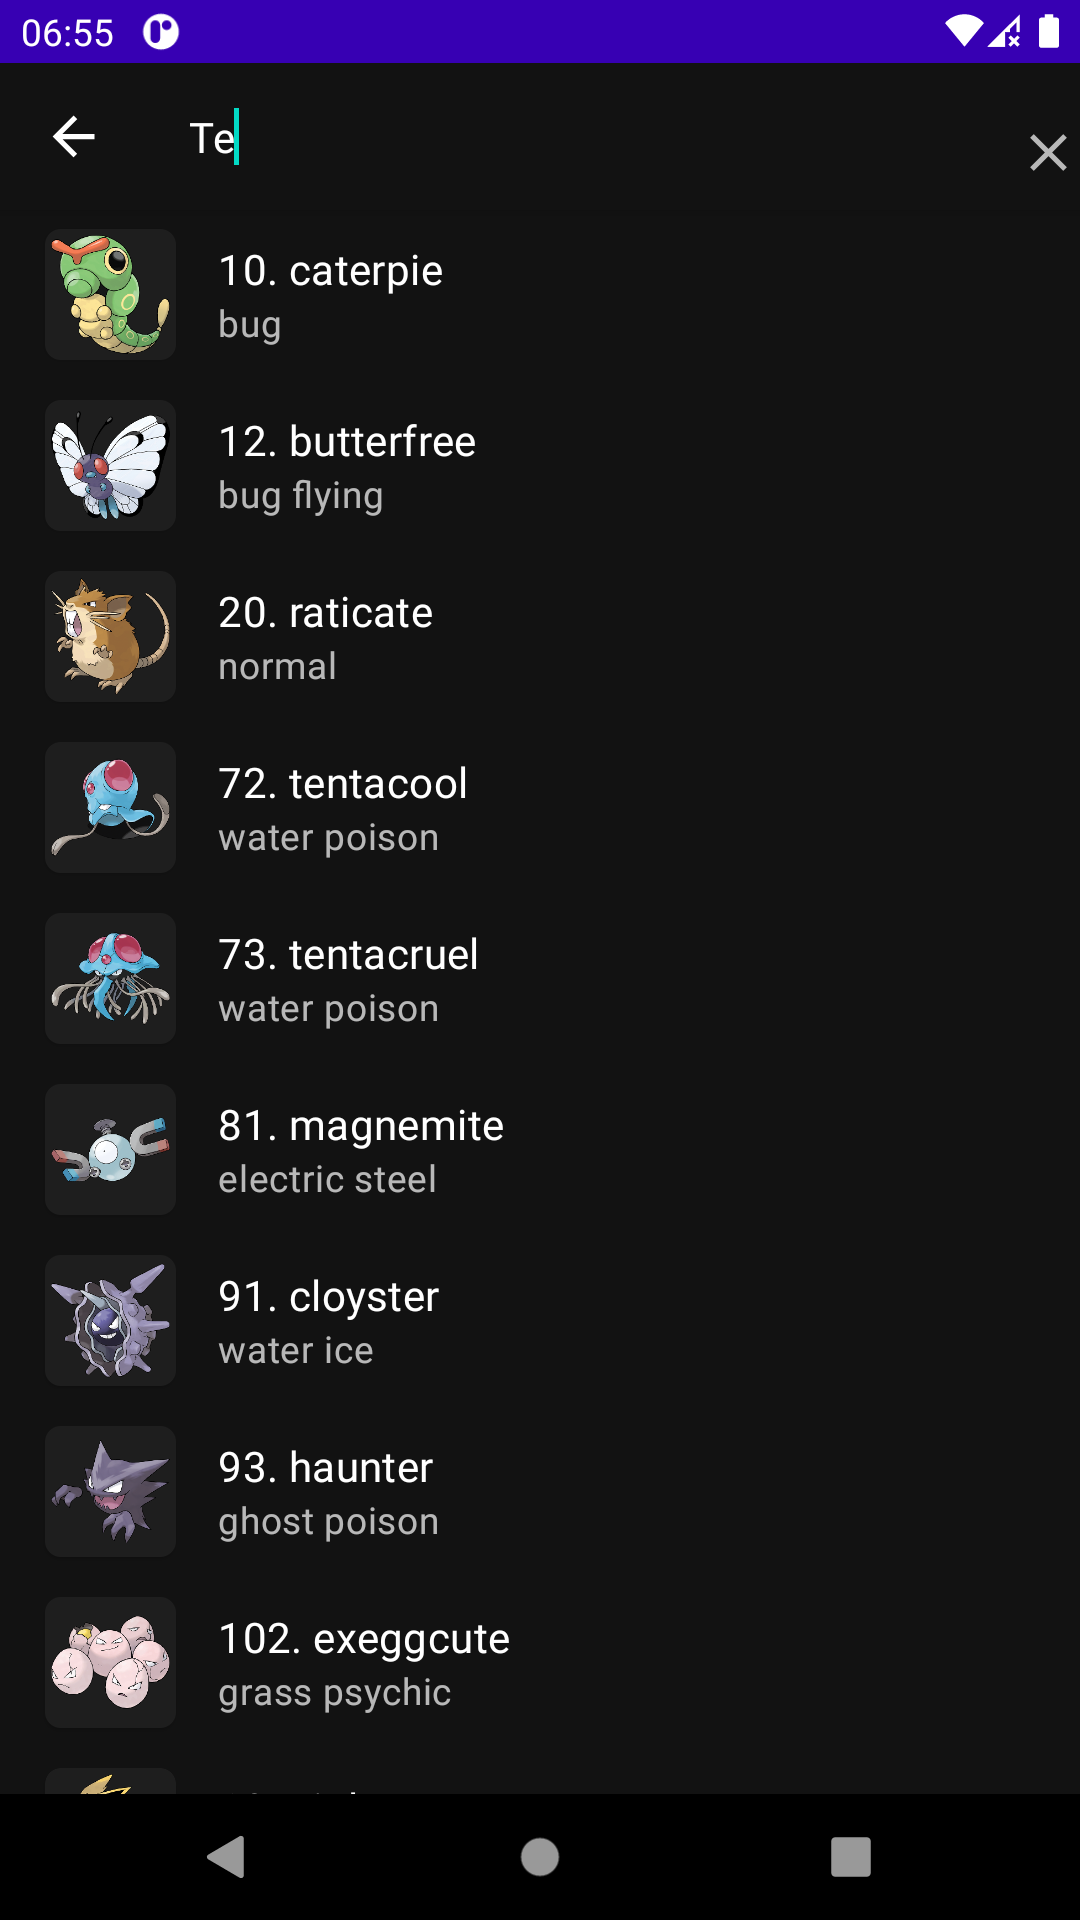 06:55
Te
10. caterpie
bug
12. butterfree
bug flying
20. raticate
normal
72. tentacool
water poison
73. tentacruel
water poison
81. magnemite
electric steel
91. cloyster
water ice
93. haunter
ghost poison
102. exeggcute
grass psychic